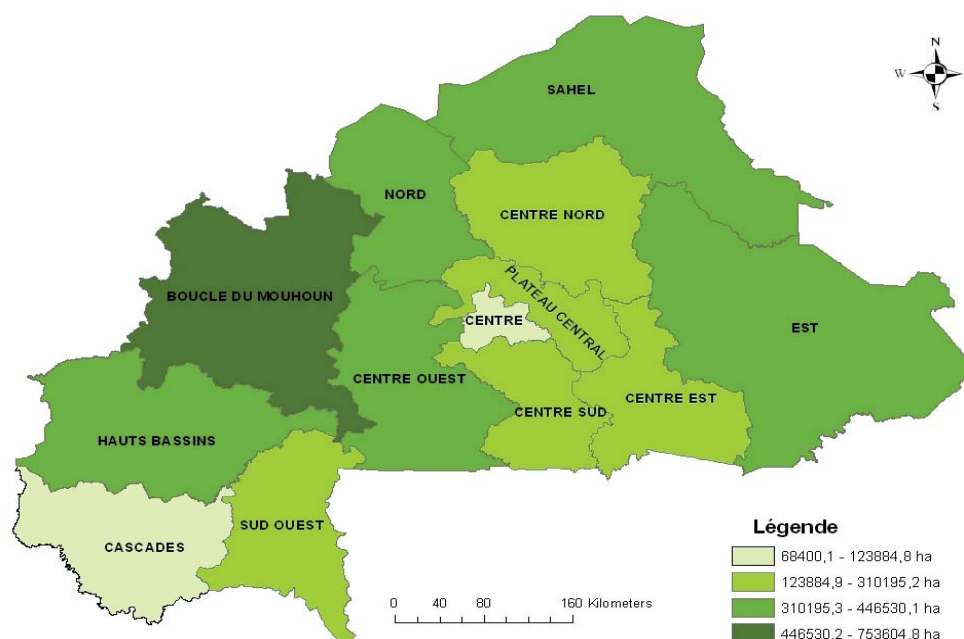 N
W
S
SAHEL
NORD
CENTRE NORD
BOUCLE DU MOUHOUN
PLATEAU CENTRAL
CENTRE
EST
CENTRE OUEST
CENTRE EST
CENTRE SUD
HAUTS BASSINS
SUD OUEST
CASCADES
Légende
68400,1 - 123884,8 ha
123884,9 - 310195,2 ha
310195,3 - 446530,1 ha
446530,2 - 753604,8 ha
0 40 80 160 Kilometers